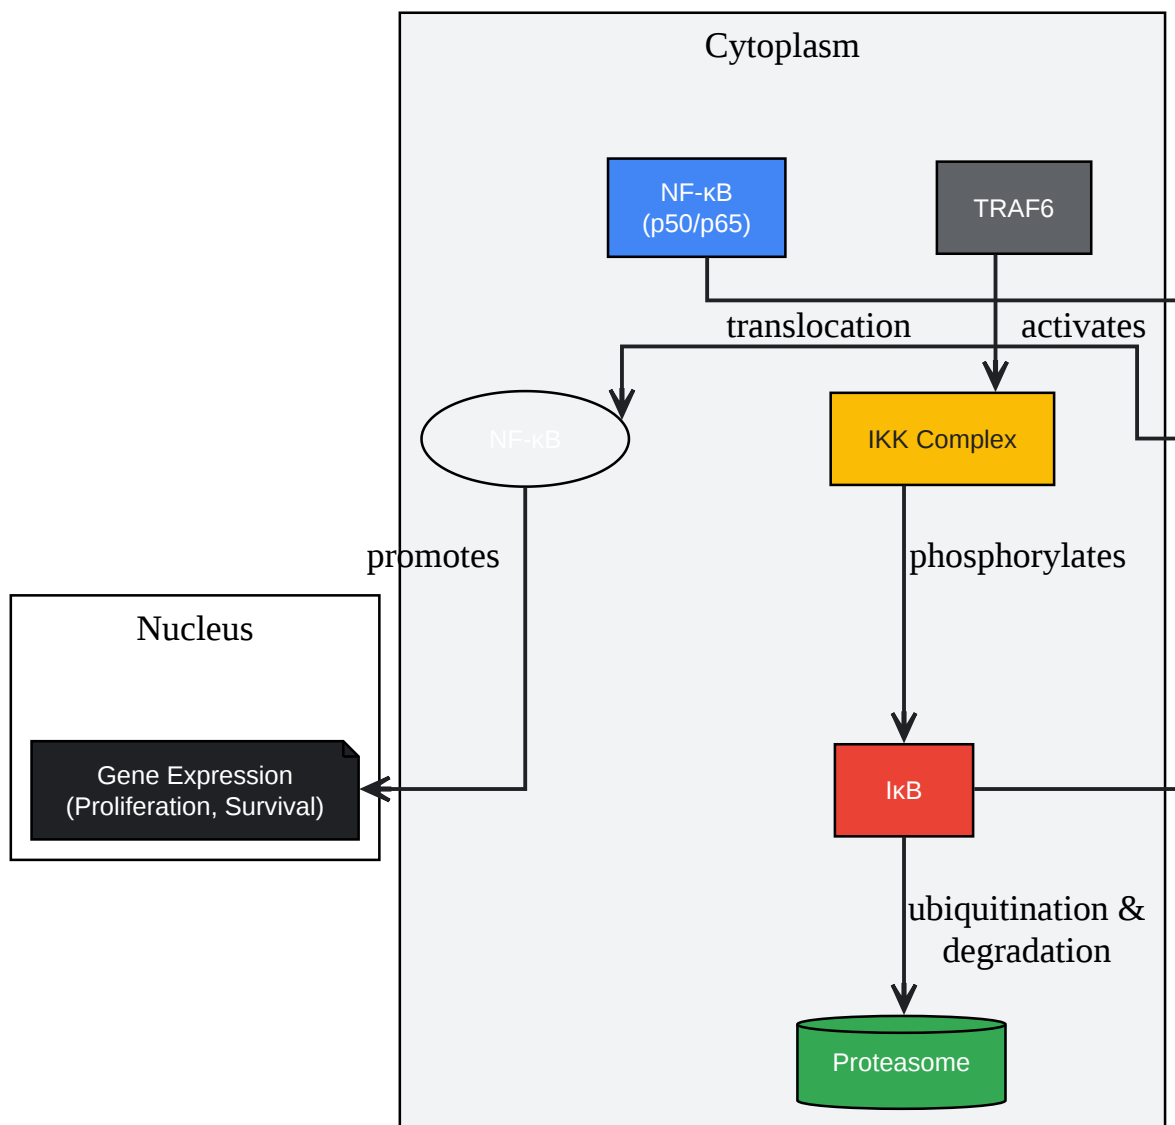 Cytoplasm
NF-κB
(p50/p65)
TRAF6
translocation
activates
NF-κB
IKK Complex
promotes
phosphorylates
Nucleus
Gene Expression
(Proliferation, Survival)
IκB
ubiquitination &
degradation
Proteasome